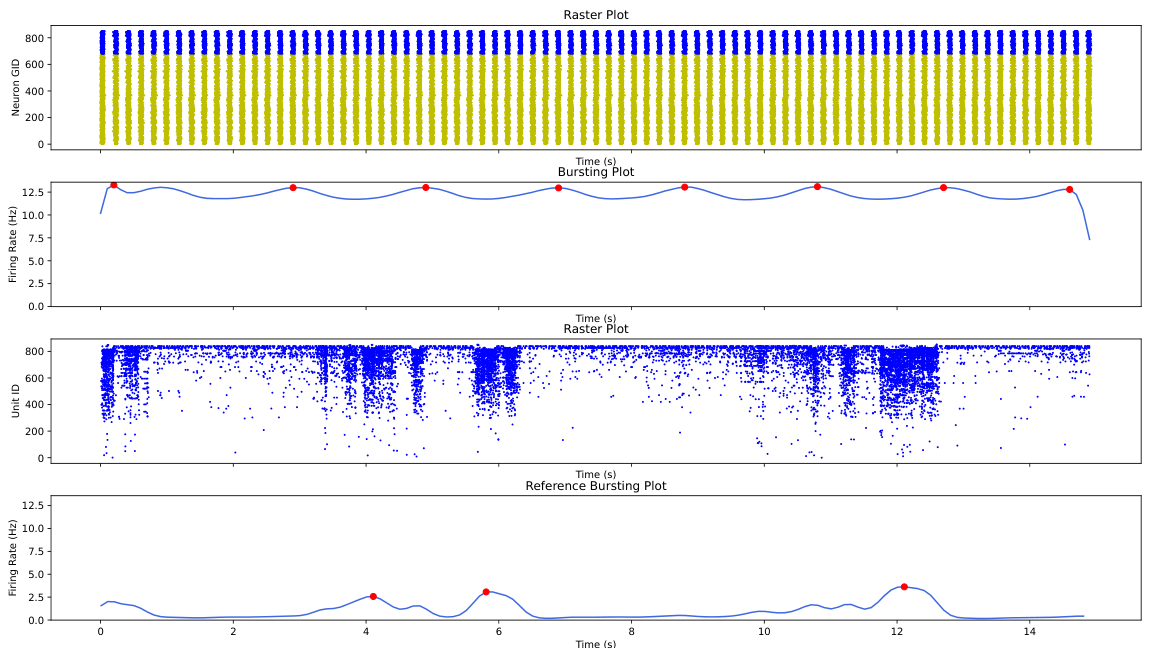 Raster Plot
Neuron GID
800
600
400
200
0
Time (s)
Bursting Plot
Firing Rate (Hz)
12.5
10.0
7.5
5.0
2.5
0.0
Time (s)
Raster Plot
Unit ID
800
600
400
200
0
Time (s)
Reference Bursting Plot
Firing Rate (Hz)
12.5
10.0
7.5
5.0
2.5
0.0
0 2 4 6 8 10 12 14
Time (s)